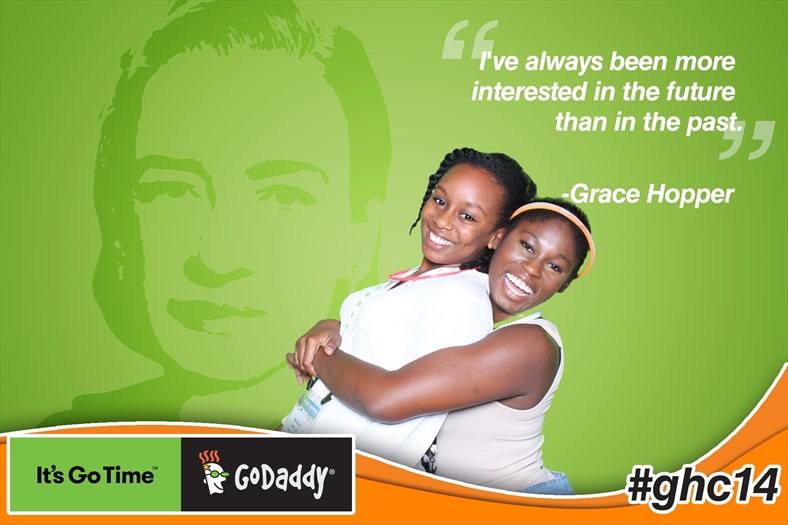 “I've always been more
interested in the future
than in the past.”
-Grace Hopper
It's Go Time™
GoDaddy®
#ghc14